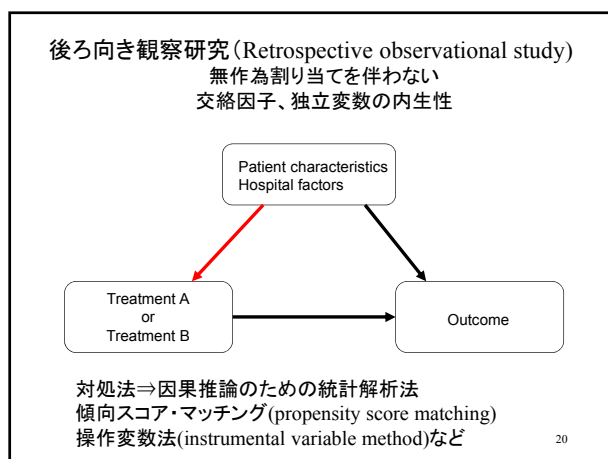 後ろ向き観察研究(Retrospective observational study)
無作為割り当てを伴わない
交絡因子、独立変数の内生性
Patient characteristics
Hospital factors
Treatment A
or
Treatment B
Outcome
対処法⇒因果推論のための統計解析法
傾向スコア・マッチング(propensity score matching)
操作変数法(instrumental variable method)など
20